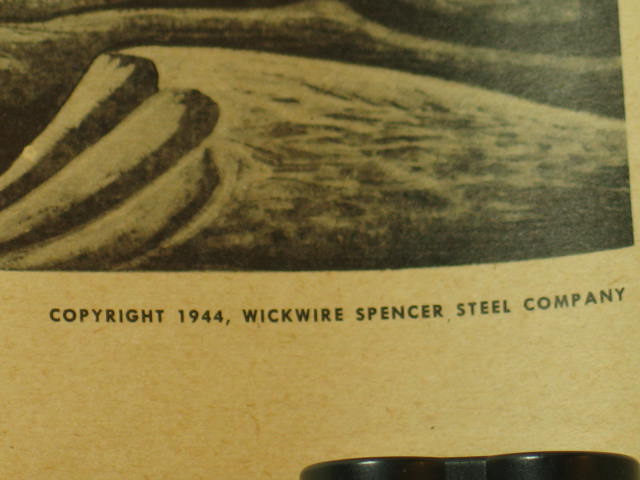 COPYRIGHT 1944, WICKWIRE SPENCER STEEL COMPANY